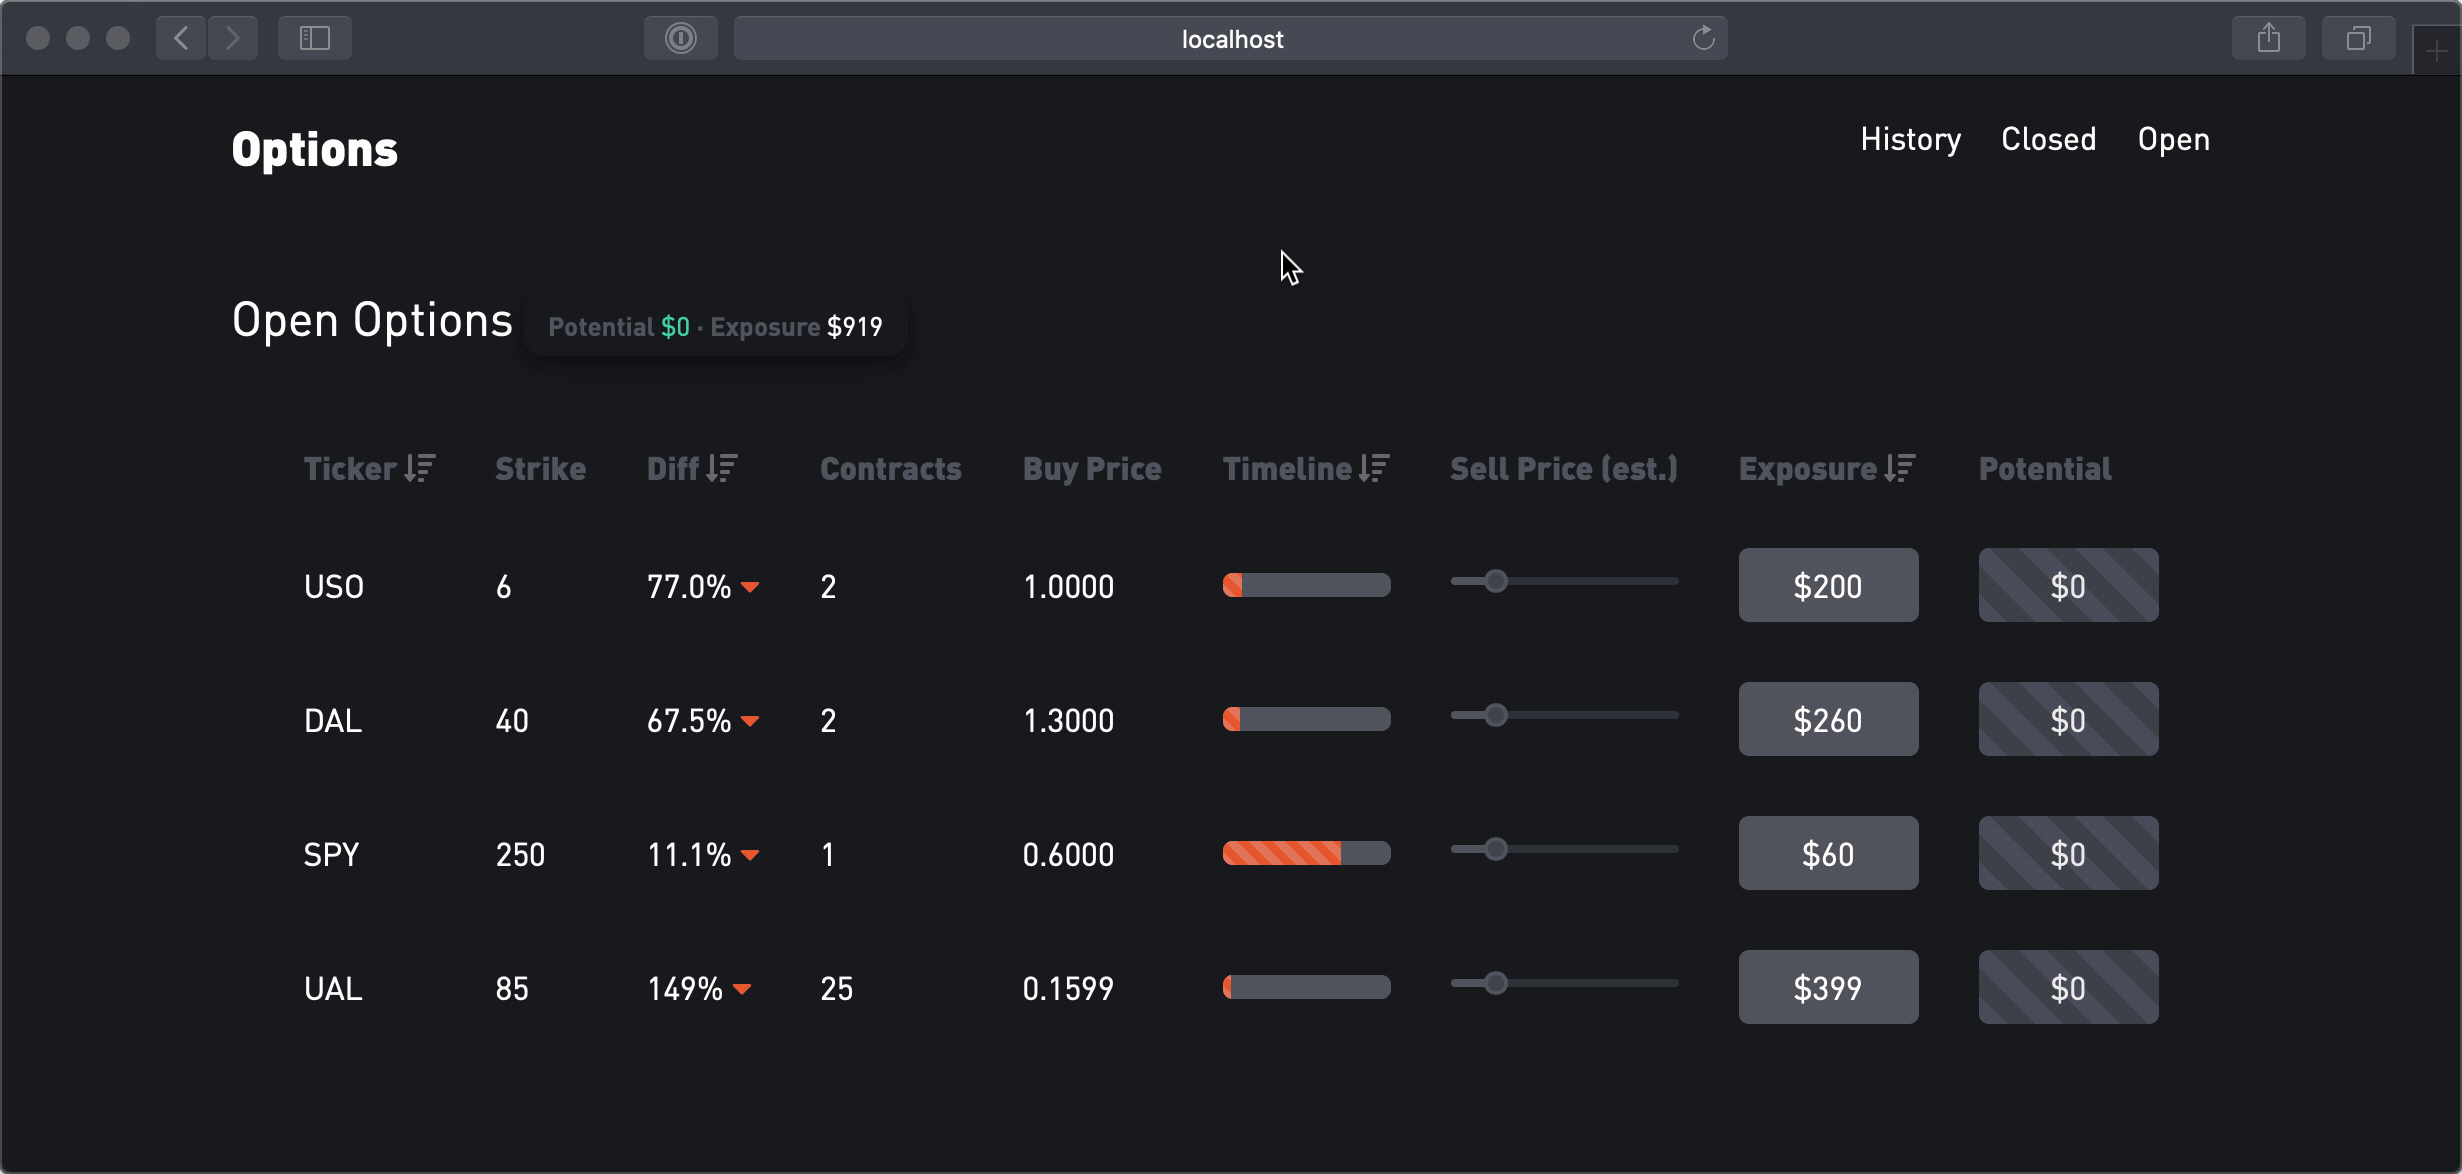 localhost
Options
History Closed Open
Open Options Potential $0 · Exposure $919
Ticker Strike Diff Contracts Buy Price Timeline Sell Price (est.) Exposure Potential
USO 6 77.0% 2 1.0000 $200 $0
DAL 40 67.5% 2 1.3000 $260 $0
SPY 250 11.1% 1 0.6000 $60 $0
UAL 85 149% 25 0.1599 $399 $0